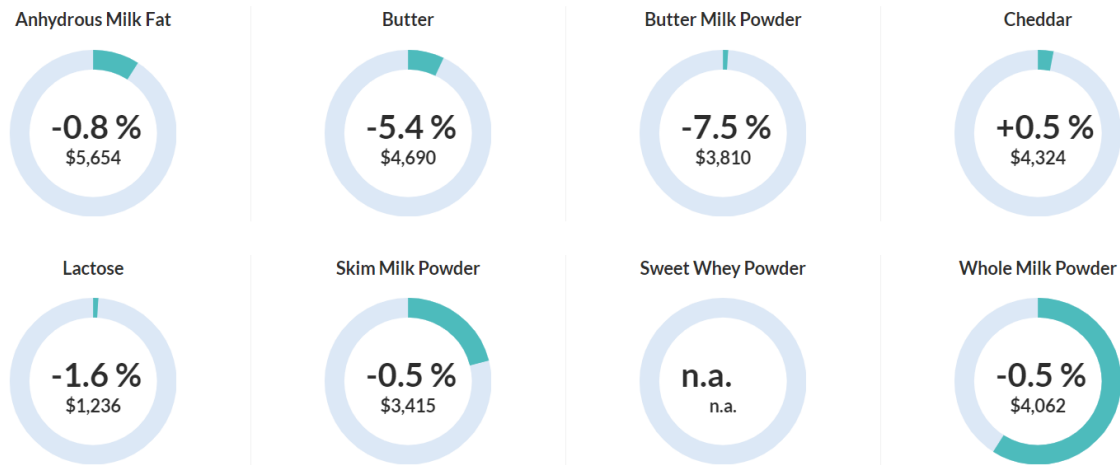 Anhydrous Milk Fat
-0.8 %
$5,654
Butter
-5.4 %
$4,690
Butter Milk Powder
-7.5 %
$3,810
Cheddar
+0.5 %
$4,324
Lactose
-1.6 %
$1,236
Skim Milk Powder
-0.5 %
$3,415
Sweet Whey Powder
n.a.
n.a.
Whole Milk Powder
-0.5 %
$4,062